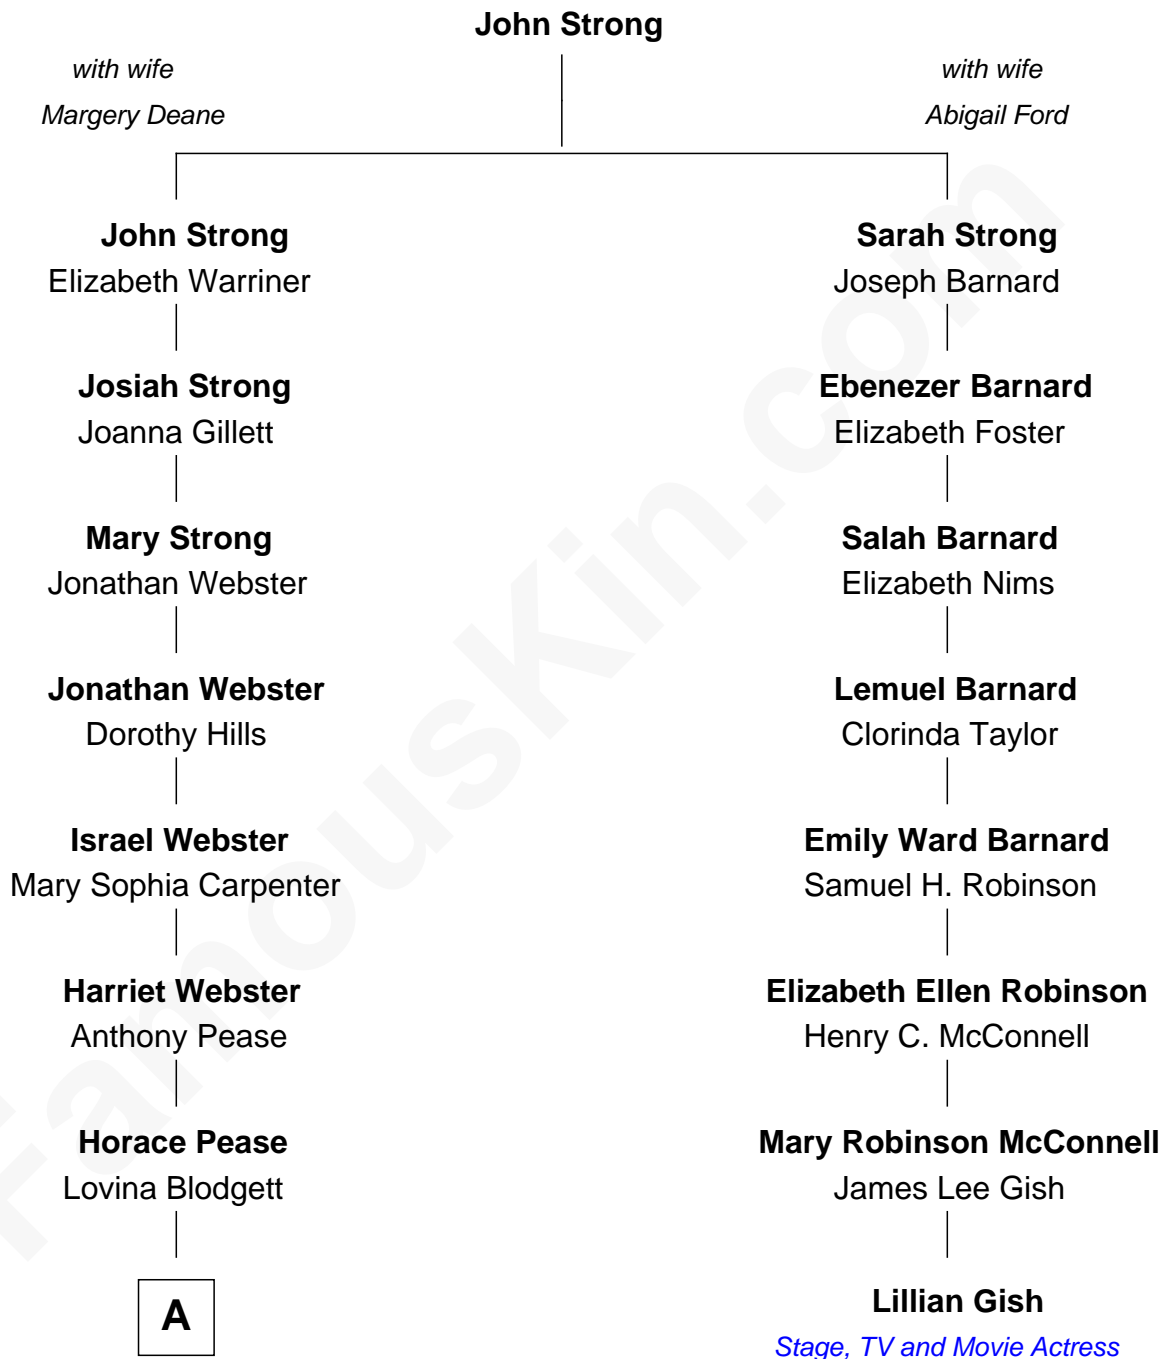 John Strong
with wife
Margery Deane
with wife
Abigail Ford
John Strong
Elizabeth Warriner
Sarah Strong
Joseph Barnard
Josiah Strong
Joanna Gillett
Ebenezer Barnard
Elizabeth Foster
Mary Strong
Jonathan Webster
Salah Barnard
Elizabeth Nims
Jonathan Webster
Dorothy Hills
Lemuel Barnard
Clorinda Taylor
Israel Webster
Mary Sophia Carpenter
Emily Ward Barnard
Samuel H. Robinson
Harriet Webster
Anthony Pease
Elizabeth Ellen Robinson
Henry C. McConnell
Horace Pease
Lovina Blodgett
Mary Robinson McConnell
James Lee Gish
A
Lillian Gish
Stage, TV and Movie Actress
FamousKin.com